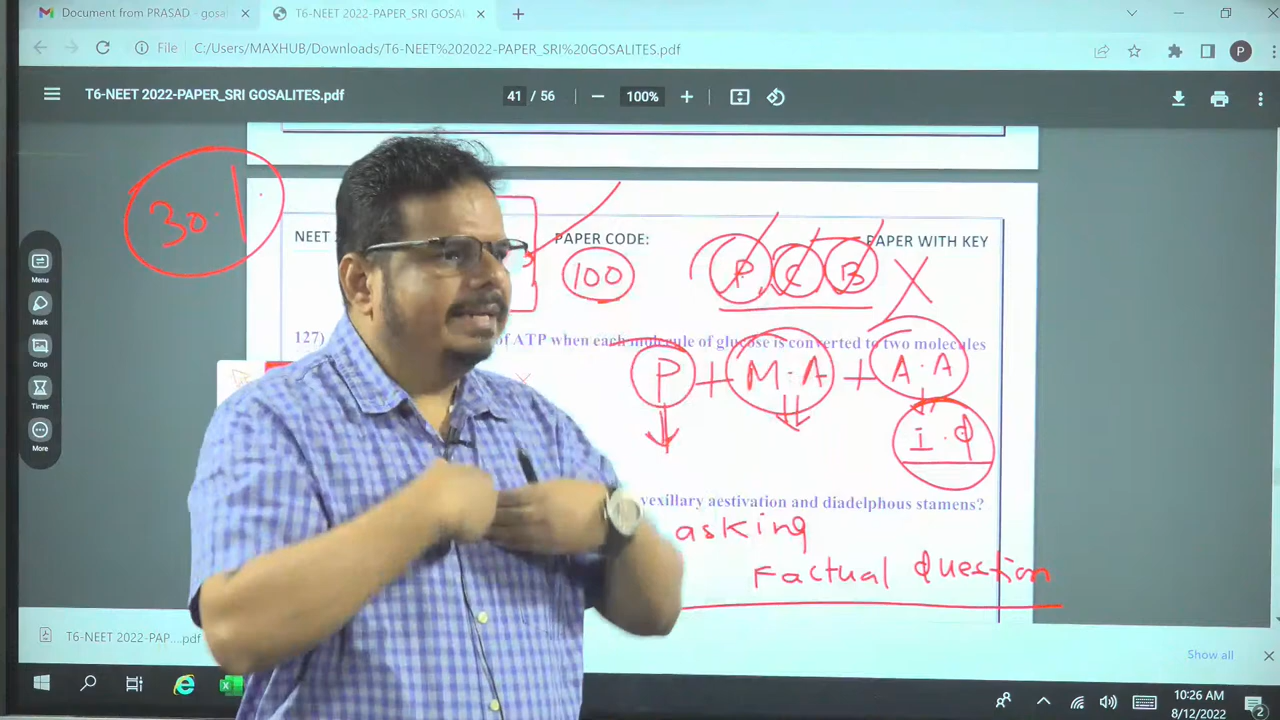 Document from PRASAD - gosa
T6-NEET 2022-PAPER_SRI GOSAL
File
C:/Users/MAXHUB/Downloads/T6-NEET%202022-PAPER_SRI%20GOSALITES.pdf
P
T6-NEET 2022-PAPER_SRI GOSALITES.pdf
41 / 56
100%
30.1
NEET
PAPER CODE:
PAPER WITH KEY
100
P C B
127)
of ATP when each molecule of glucose is converted to two molecules
P + M.A + A.A
i.Q
vexillary aestivation and diadelphous stamens?
asking
Factual Question
Menu
Mark
Crop
Timer
More
T6-NEET 2022-PAP....pdf
Show all
10:26 AM
8/12/2022
2